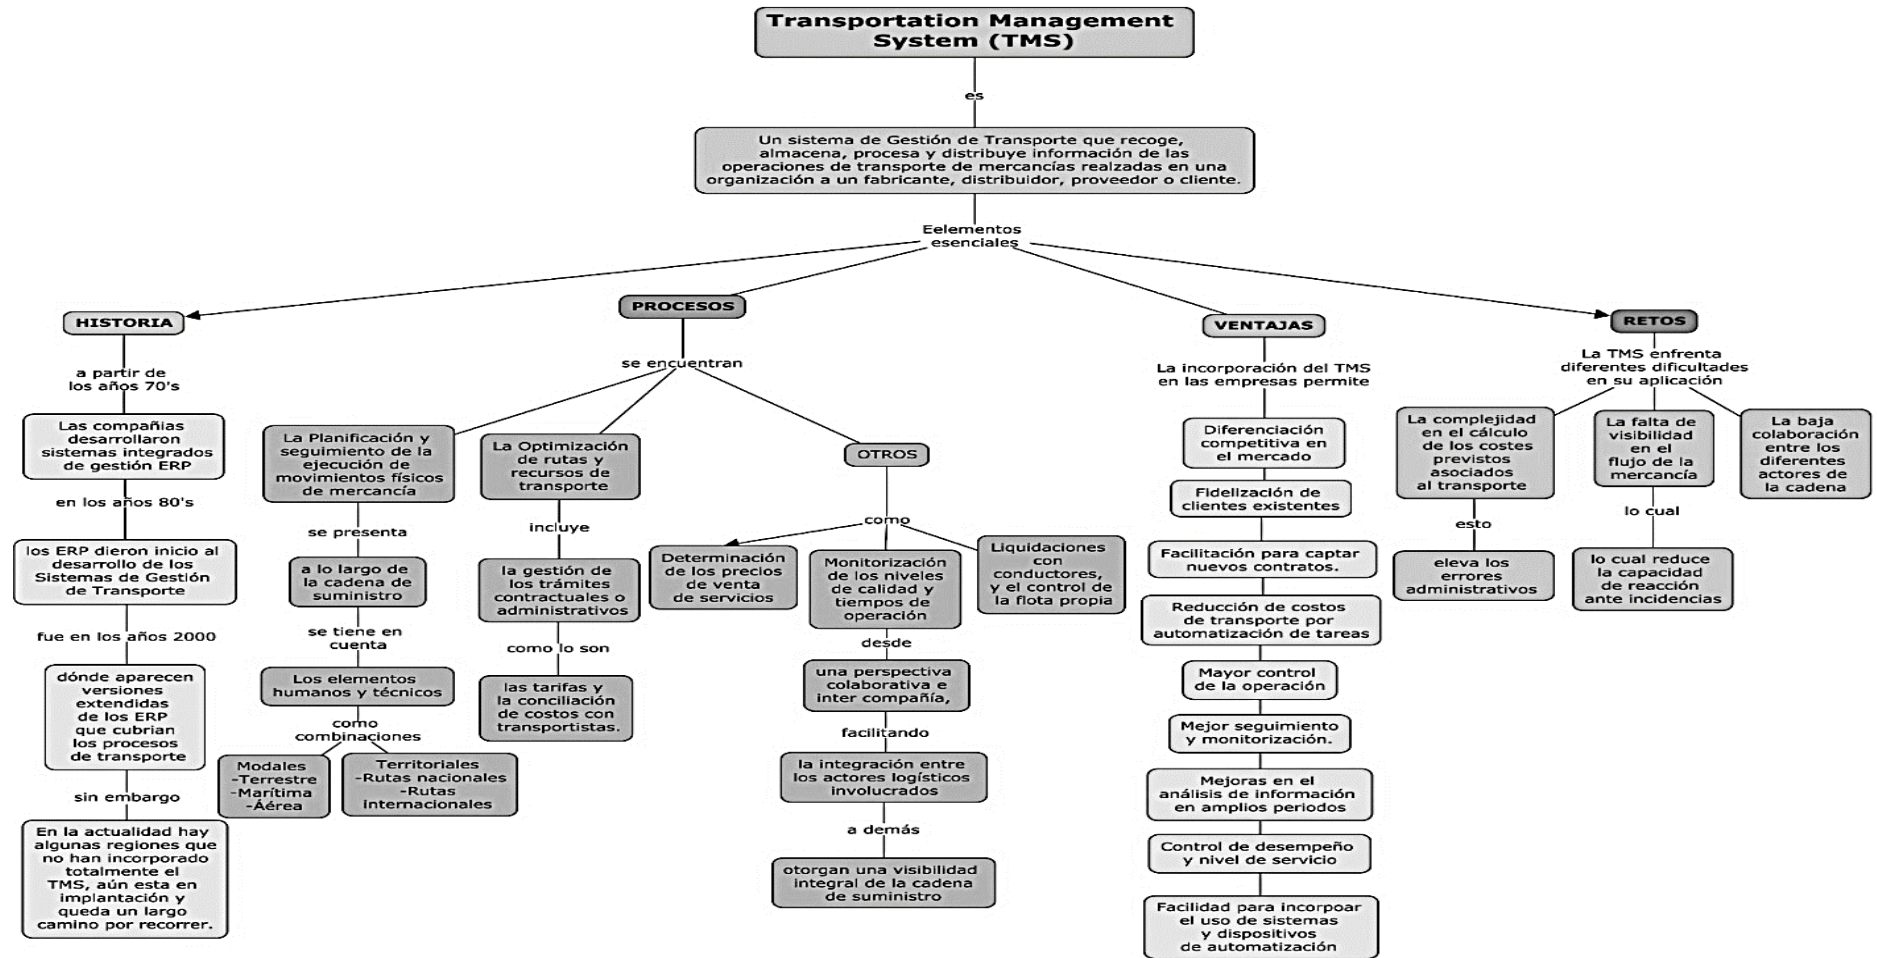 Transportation Management
System (TMS)
es
Un sistema de Gestión de Transporte que recoge,
almacena, procesa y distribuye información de las
operaciones de transporte de mercancías realzadas en una
organización a un fabricante, distribuidor, proveedor o cliente.
Eelementos
esenciales
HISTORIA
a partir de
los años 70's
Las compañias
desarrollaron
sistemas integrados
de gestión ERP
en los años 80's
los ERP dieron inicio al
desarrollo de los
Sistemas de Gestión
de Transporte
fue en los años 2000
dónde aparecen
versiones
extendidas
de los ERP
que cubrian
los procesos
de transporte
sin embargo
En la actualidad hay
algunas regiones que
no han incorporado
totalmente el
TMS, aún esta en
implantación y
queda un largo
camino por recorrer.
PROCESOS
se encuentran
La Planificación y
seguimiento de la
ejecución de
movimientos físicos
de mercancía
se presenta
a lo largo de
la cadena de
suministro
se tiene en
cuenta
Los elementos
humanos y técnicos
como
combinaciones
Modales
-Terrestre
-Marítima
-Áérea
Territoriales
-Rutas nacionales
-Rutas
internacionales
La Optimización
de rutas y
recursos de
transporte
incluye
la gestión de
los trámites
contractuales o
administrativos
como lo son
las tarifas y
la conciliación
de costos con
transportistas.
OTROS
como
Determinación
de los precios
de venta
de servicios
Monitorización
de los niveles
de calidad y
tiempos de
operación
desde
una perspectiva
colaborativa e
inter compañía,
facilitando
la integración entre
los actores logísticos
involucrados
a demás
otorgan una visibilidad
integral de la cadena
de suministro
Liquidaciones
con
conductores,
y el control de
la flota propia
VENTAJAS
La incorporación del TMS
en las empresas permite
Diferenciación
competitiva en
el mercado
Fidelización de
clientes existentes
Facilitación para captar
nuevos contratos.
Reducción de costos
de transporte por
automatización de tareas
Mayor control
de la operación
Mejor seguimiento
y monitorización.
Mejoras en el
análisis de información
en amplios periodos
Control de desempeño
y nivel de servicio
Facilidad para incorpoar
el uso de sistemas
y dispositivos
de automatización
RETOS
La TMS enfrenta
diferentes dificultades
en su aplicación
La complejidad
en el cálculo
de los costes
previstos
asociados
al transporte
esto
eleva los
errores
administrativos
La falta de
visibilidad
en el
flujo de la
mercancía
lo cual
lo cual reduce
la capacidad
de reacción
ante incidencias
La baja
colaboración
entre los
diferentes
actores de
la cadena